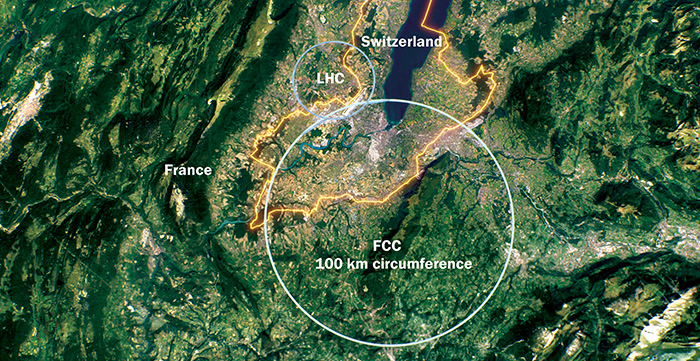 Switzerland
LHC
France
FCC
100 km circumference